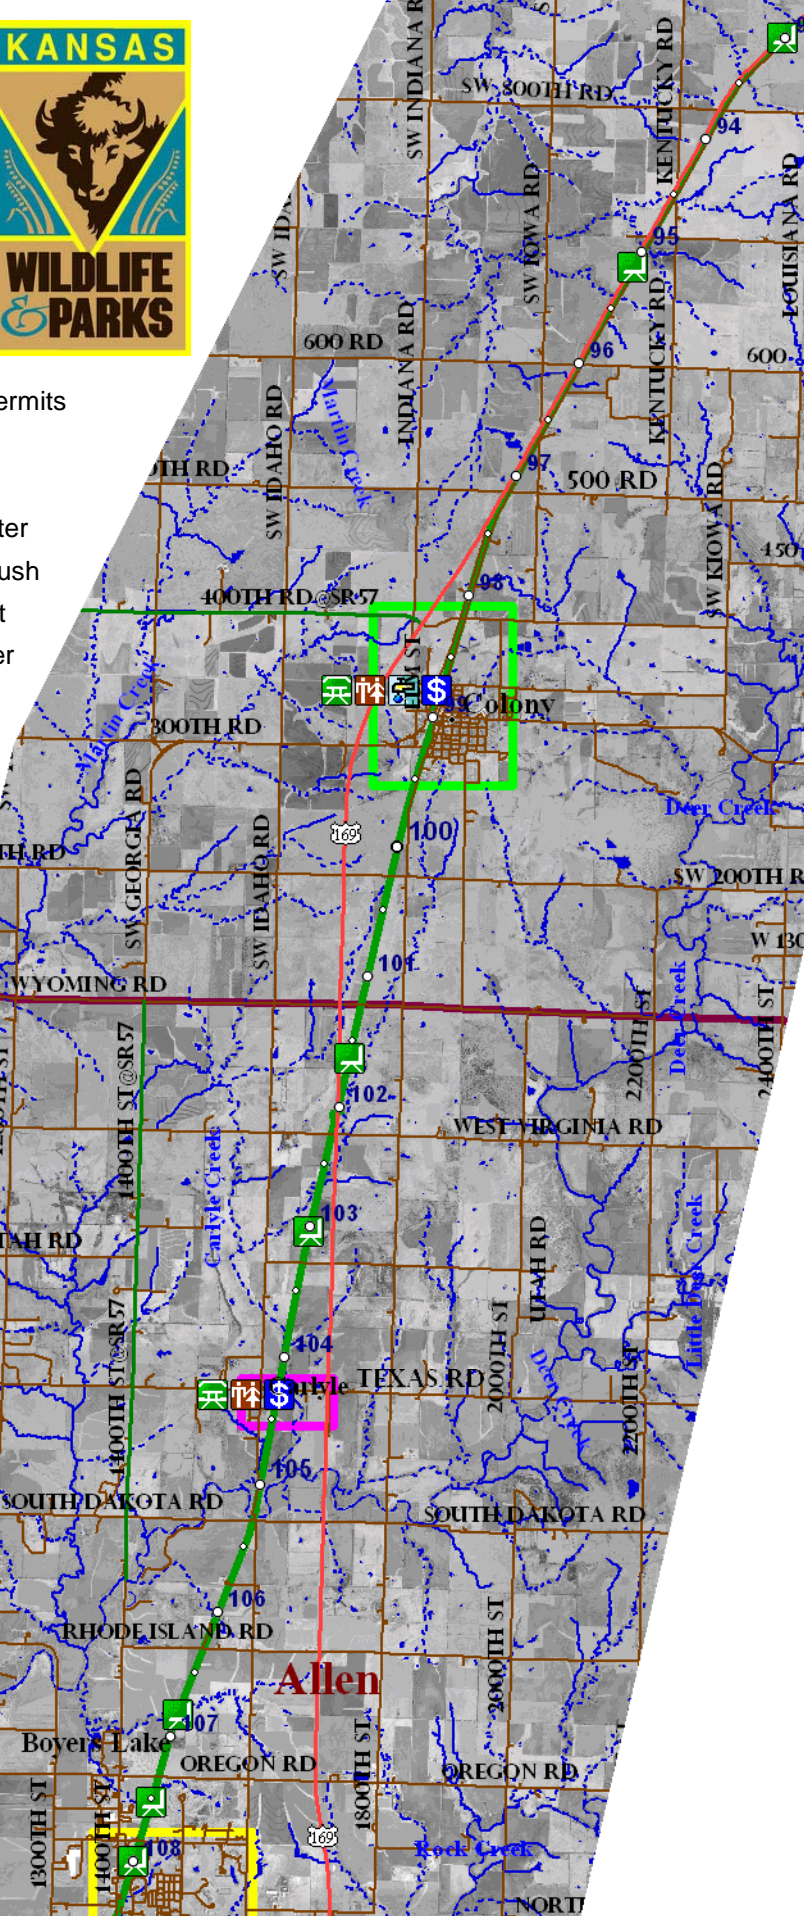 KANSAS
WILDLIFE
& PARKS
ermits
ter
ush
t
er
SW INDIANA R
SW 800TH RD
KENTUCKY RD
94
LOUISIANA RD
SW IDA
SW IOWA RD
95
600 RD
INDIANA RD
96
KENTUCKY RD
600
Martin Creek
SW IDAHO RD
0TH RD
97
500 RD
SW KIOWA RD
450
98
400TH RD@SR57
ST
$
99
Colony
Martin Creek
300TH RD
Deer Creek
SW GEORGIA RD
169
100
TH RD
SW IDAHO RD
SW 200TH R
W 130
101
WYOMING RD
Deer Creek
2200TH ST
2400TH ST
1400TH ST@SR57
102
WEST VIRGINIA RD
Carlyle Creek
103
TAH RD
UTAH RD
Little Deer Creek
104
1400TH ST@SR57
2000TH ST
Deer Creek
2200TH ST
$
Carlyle
TEXAS RD
105
SOUTH DAKOTA RD
SOUTH DAKOTA RD
106
RHODE ISLAND RD
2000TH ST
Allen
107
Boyers Lake
OREGON RD
1800TH ST
OREGON RD
1300TH ST
1400TH ST
169
108
Rock Creek
NORT